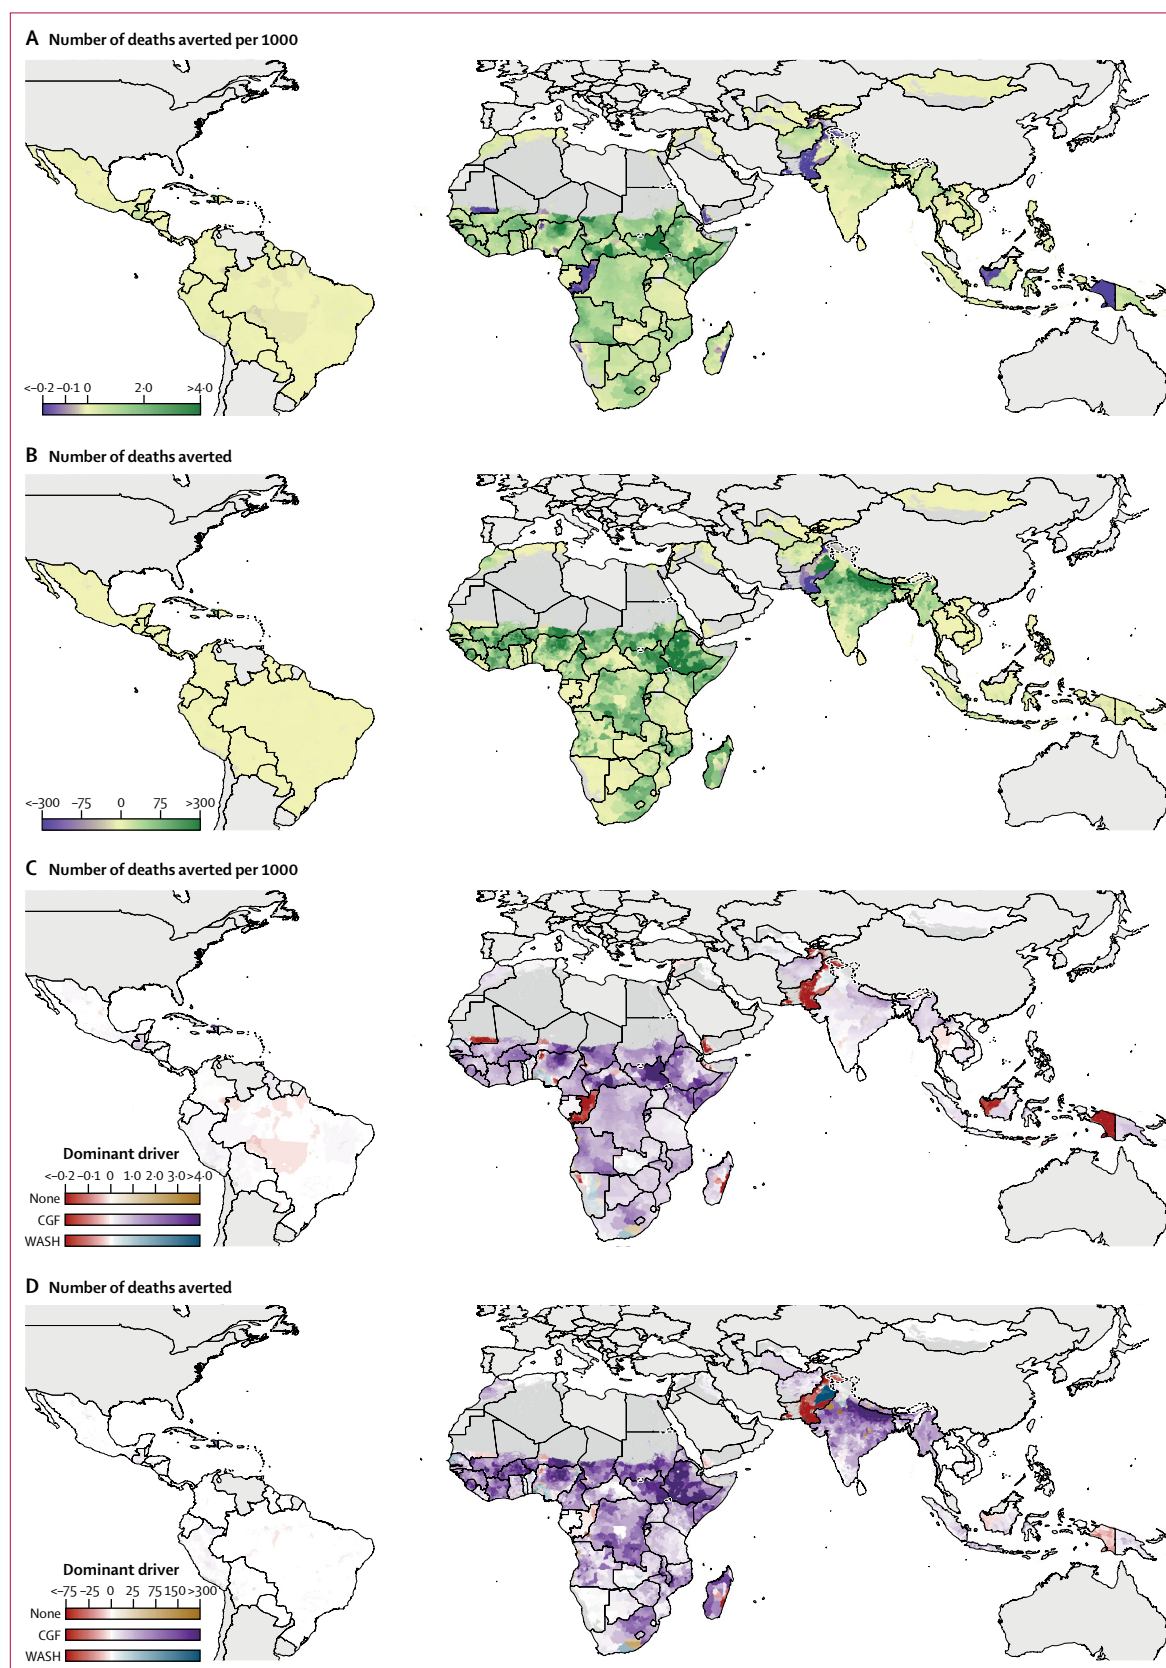 A Number of deaths averted per 1000
<–0·2 –0·1 0 2·0 >4·0
B Number of deaths averted
<–300 –75 0 75 >300
C Number of deaths averted per 1000
Dominant driver
<–0·2 –0·1 0 1·0 2·0 3·0 >4·0
None
CGF
WASH
D Number of deaths averted
Dominant driver
<–75 –25 0 25 75 150 >300
None
CGF
WASH